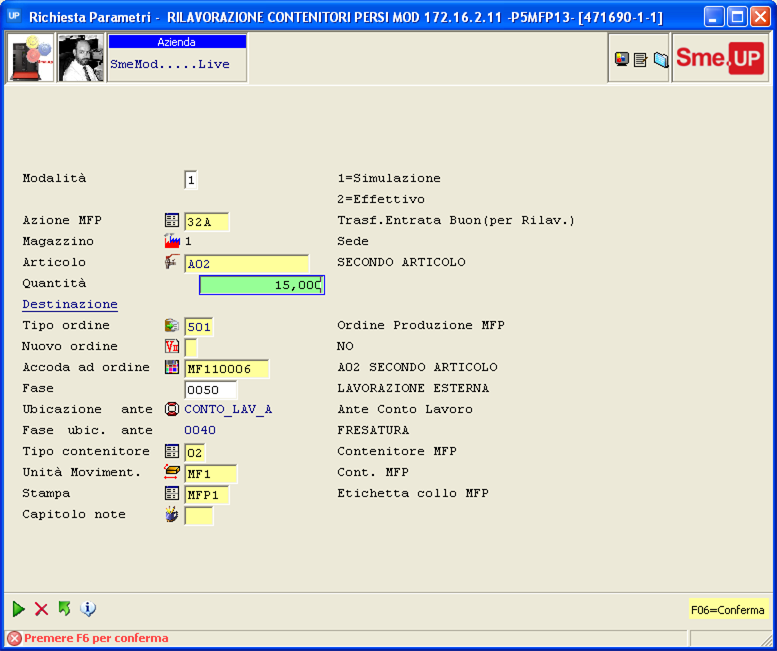 UP Richiesta Parametri - RILAVORAZIONE CONTENITORI PERSI MOD 172.16.2.11 -P5MFP13- [471690-1-1]
Azienda
SmeMod.....Live
Sme.UP
Modalità 1 1=Simulazione
2=Effettivo
Azione MFP 32A Trasf.Entrata Buon(per Rilav.)
Magazzino 1 Sede
Articolo A02 SECONDO ARTICOLO
Quantità 15,000
Destinazione
Tipo ordine 501 Ordine Produzione MFP
Nuovo ordine NO
Accoda ad ordine MF110006 A02 SECONDO ARTICOLO
Fase 0050 LAVORAZIONE ESTERNA
Ubicazione ante CONTO_LAV_A Ante Conto Lavoro
Fase ubic. ante 0040 FRESATURA
Tipo contenitore 02 Contenitore MFP
Unità Moviment. MF1 Cont. MFP
Stampa MFP1 Etichetta collo MFP
Capitolo note
F06=Conferma
Premere F6 per conferma